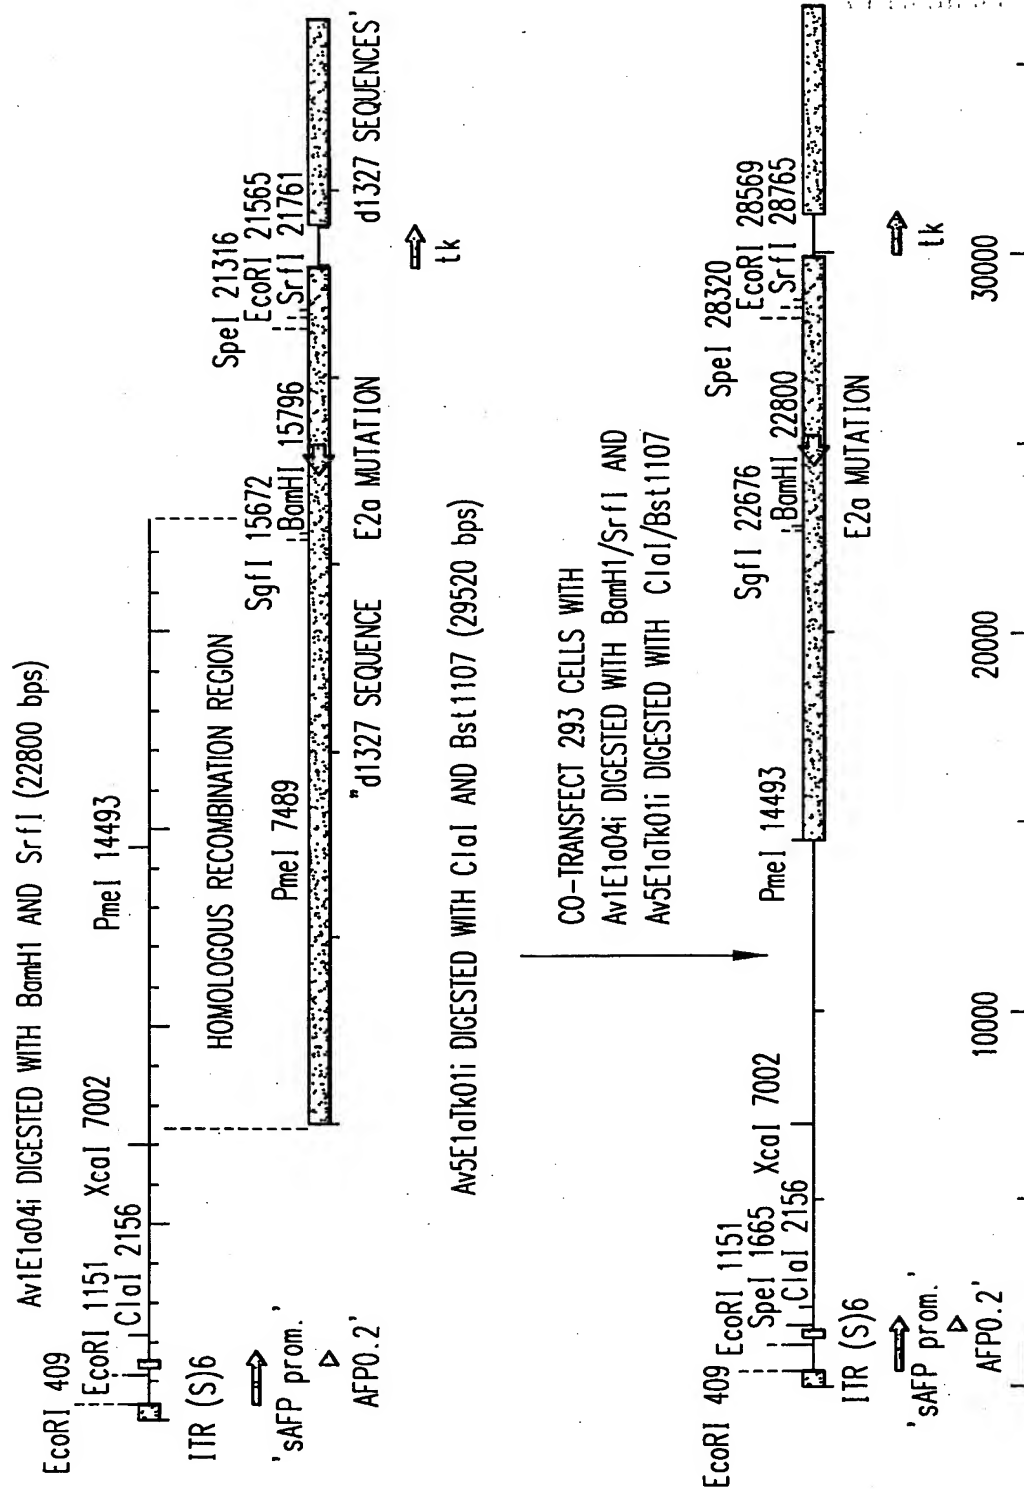 Av1E1a04i DIGESTED WITH BamH1 AND SrfI (22800 bps)
EcoRI 409
EcoRI 1151
ClaI 2156
XcaI 7002
PmeI 14493
ITR (S)6
'sAFP prom.'
AFP0.2'
HOMOLOGOUS RECOMBINATION REGION
PmeI 7489
SgfI 15672
BamHI 15796
SpeI 21316
EcoRI 21565
SrfI 21761
"d1327 SEQUENCE
E2a MUTATION
d1327 SEQUENCES'
tk
Av5E1aTk01i DIGESTED WITH ClaI AND Bst1107 (29520 bps)
CO-TRANSFECT 293 CELLS WITH
Av1E1a04i DIGESTED WITH BamH1/SrfI AND
Av5E1aTk01i DIGESTED WITH ClaI/Bst1107
EcoRI 409
EcoRI 1151
SpeI 1665
ClaI 2156
XcaI 7002
PmeI 14493
SgfI 22676
BamHI 22800
SpeI 28320
EcoRI 28569
SrfI 28765
ITR (S)6
'sAFP prom.'
AFP0.2'
E2a MUTATION
tk
10000
20000
30000